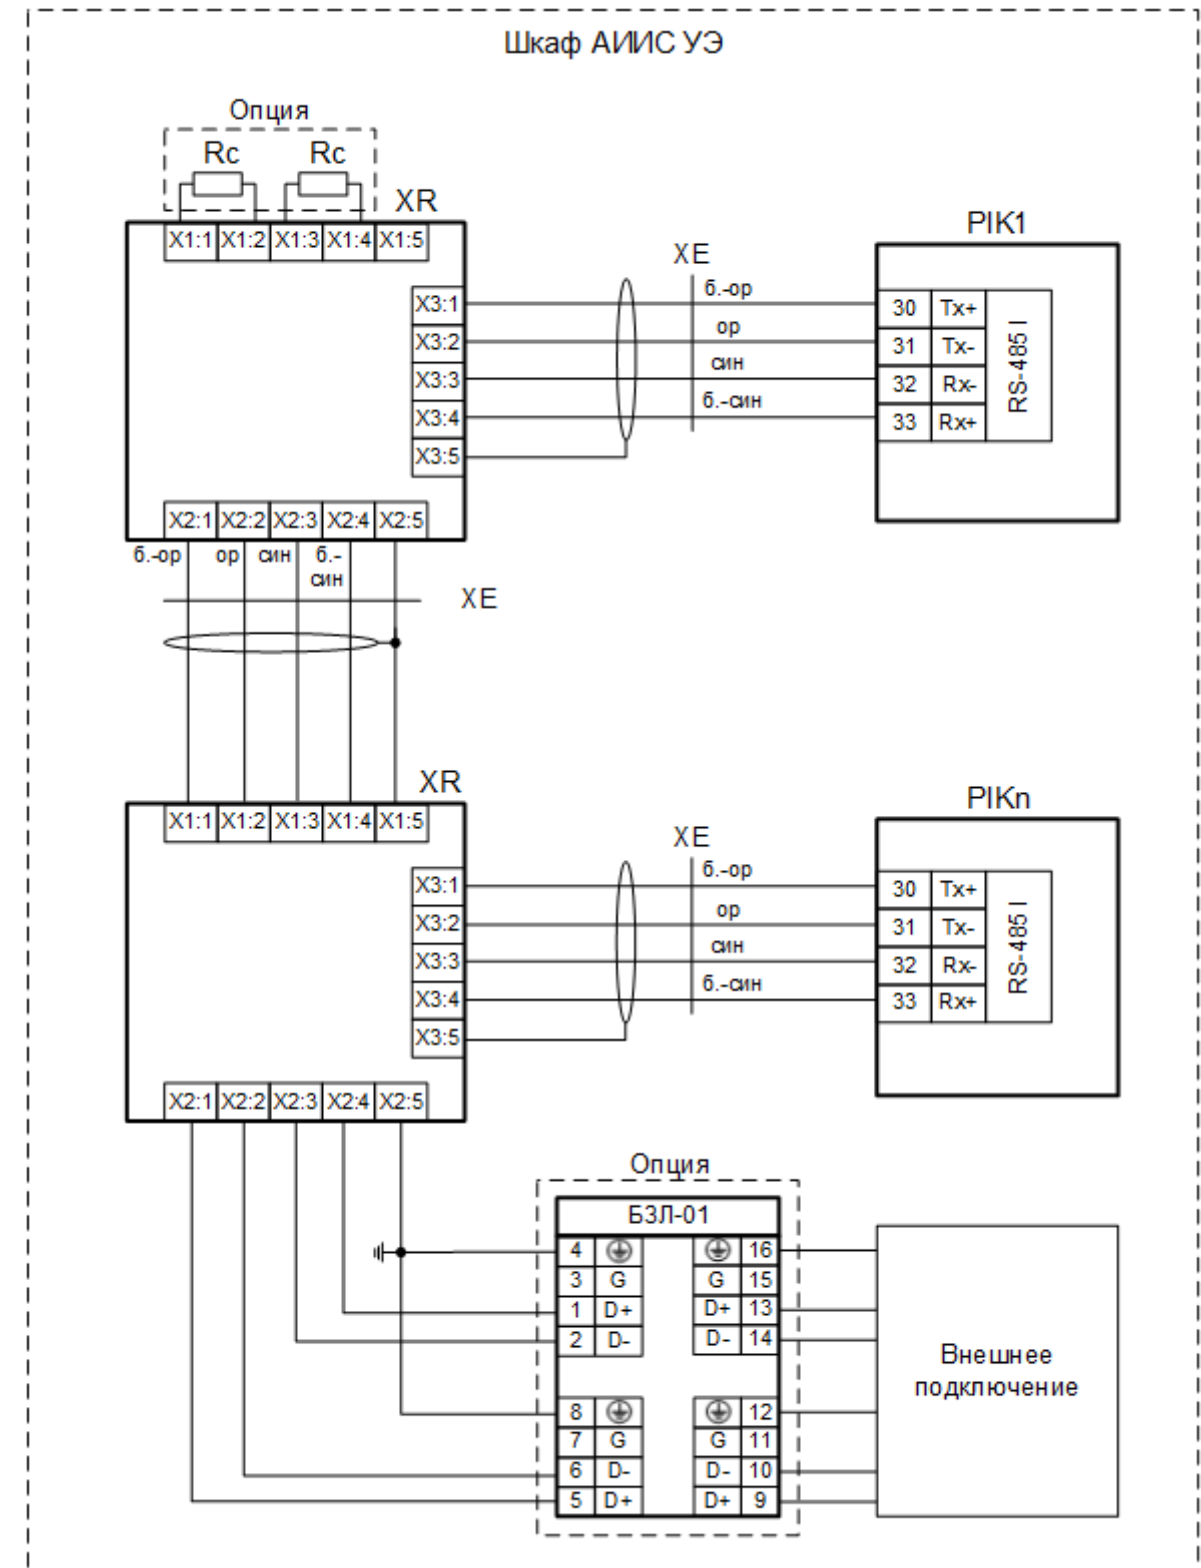 Шкаф АИИС УЭ
Опция
Rc Rc
XR
X1:1 X1:2 X1:3 X1:4 X1:5
X3:1
X3:2
X3:3
X3:4
X3:5
X2:1 X2:2 X2:3 X2:4 X2:5
XE
б.-ор
ор
син
б.-син
PIK1
30 Tx+
31 Tx-
32 Rx-
33 Rx+
RS-485 I
б.-ор ор син б.-
син
XE
XR
X1:1 X1:2 X1:3 X1:4 X1:5
X3:1
X3:2
X3:3
X3:4
X3:5
X2:1 X2:2 X2:3 X2:4 X2:5
XE
б.-ор
ор
син
б.-син
PIKn
30 Tx+
31 Tx-
32 Rx-
33 Rx+
RS-485 I
Опция
БЗЛ-01
4 16
3 G G 15
1 D+ D+ 13
2 D- D- 14
8 12
7 G G 11
6 D- D- 10
5 D+ D+ 9
Внешнее
подключение